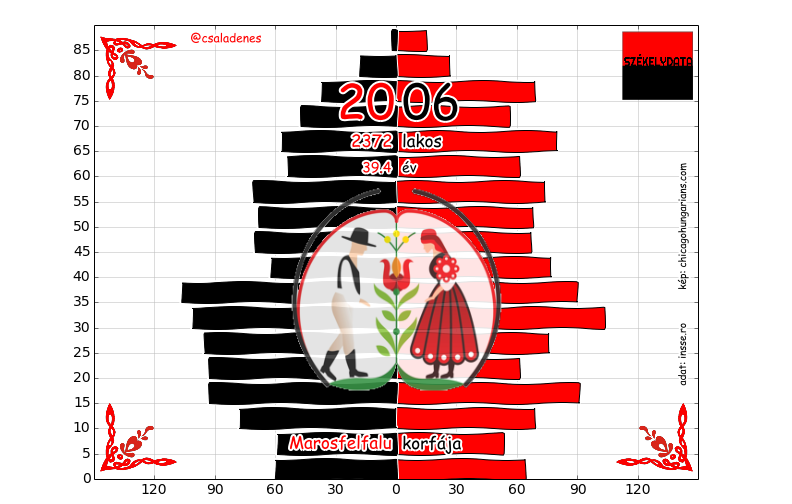 @csaladenes
SZÉKELYDATA
2006
2372 lakos
39.4 év
kép: chicagohungarians.com
adat: insse.ro
Marosfelfalu korfája
85
80
75
70
65
60
55
50
45
40
35
30
25
20
15
10
5
0
120 90 60 30 0 30 60 90 120